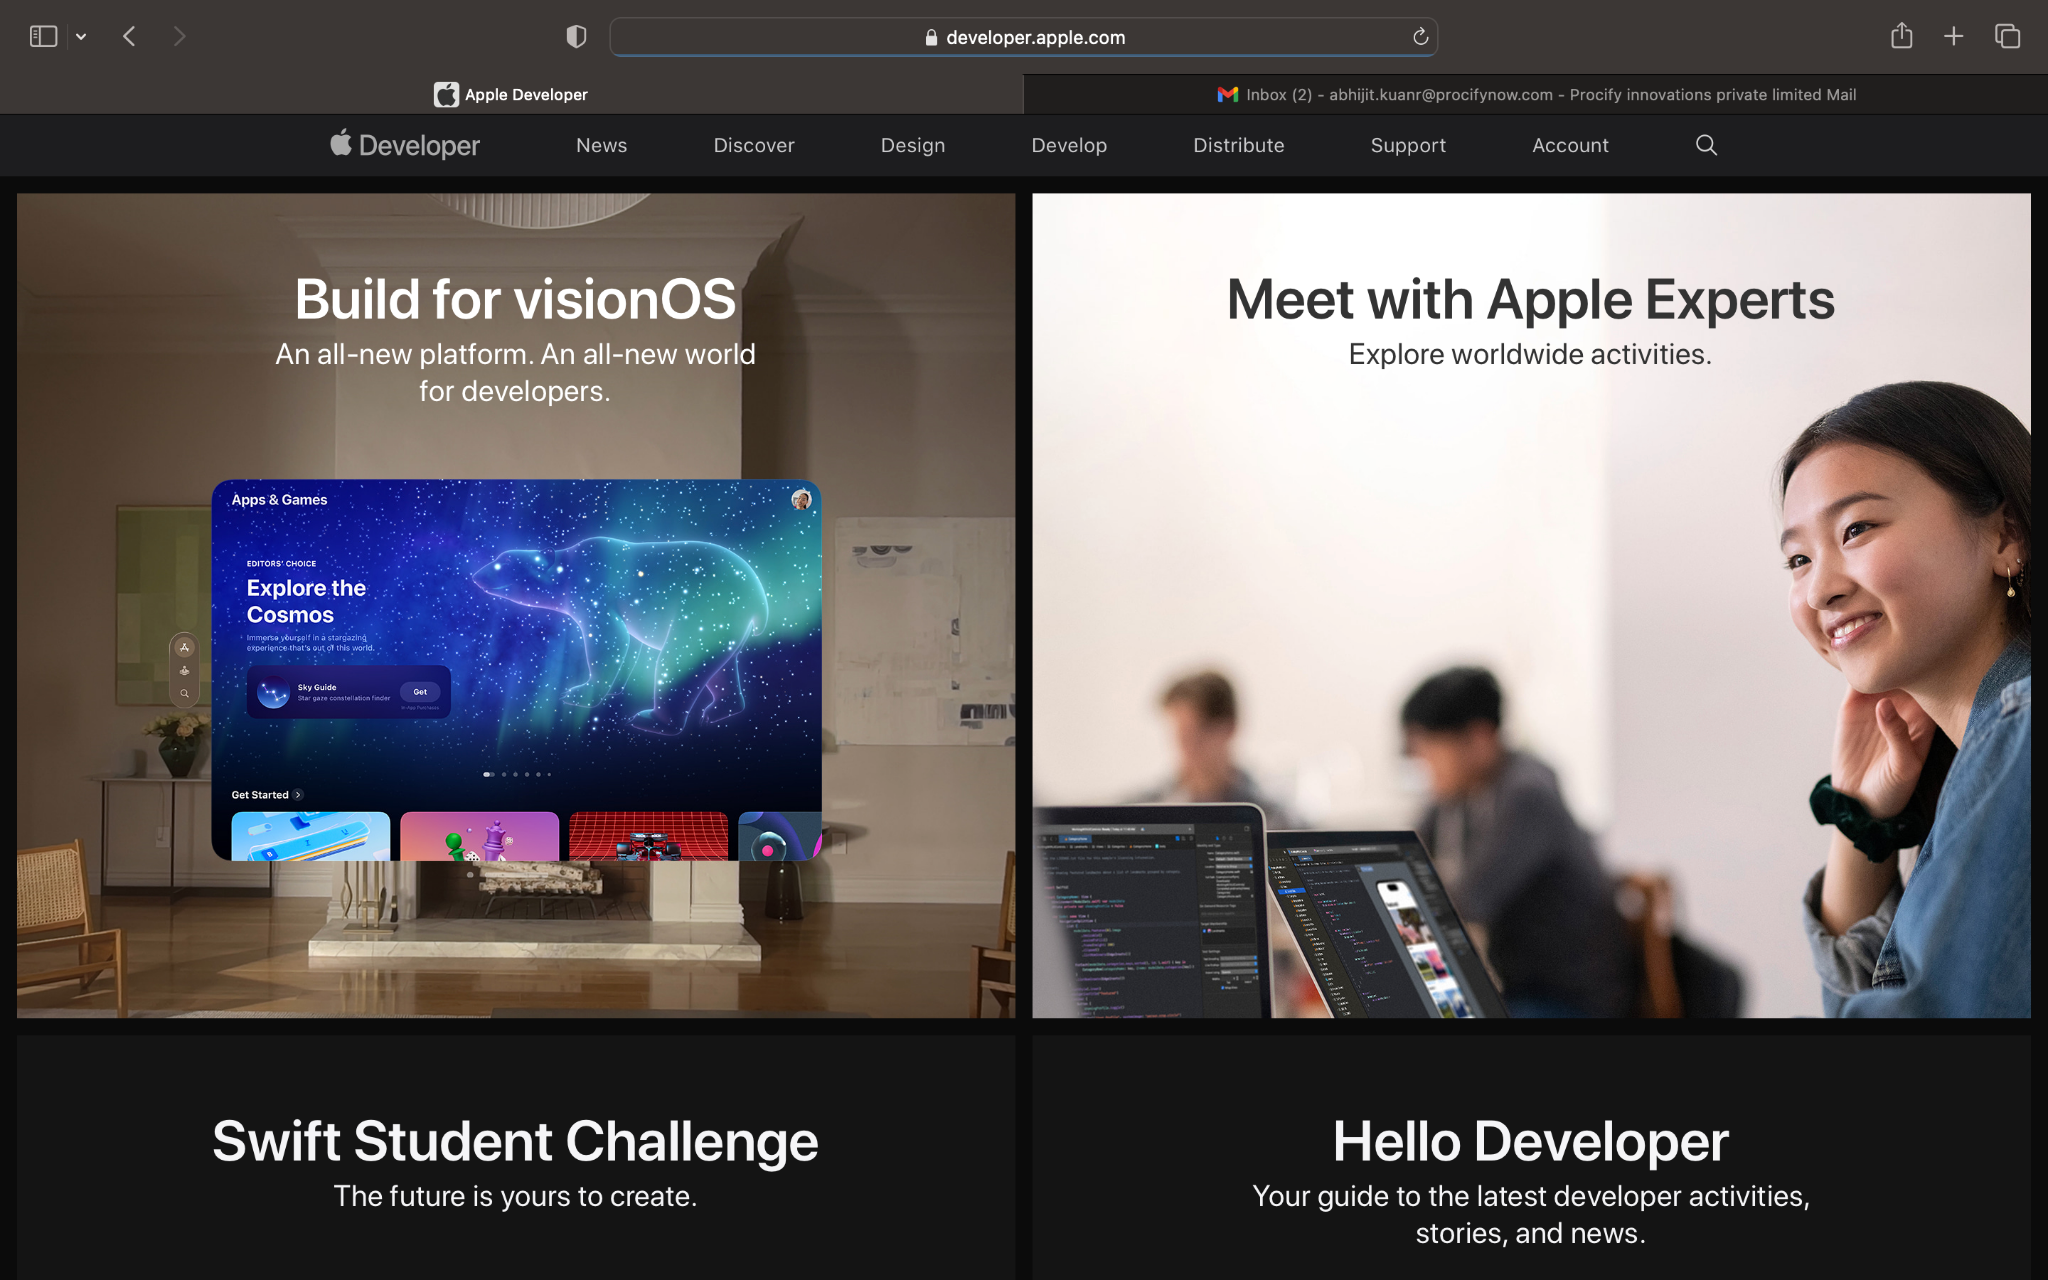 developer.apple.com
Apple Developer
Inbox (2) - abhijit.kuanr@procifynow.com - Procify innovations private limited Mail
Developer
News
Discover
Design
Develop
Distribute
Support
Account
Build for visionOS
An all-new platform. An all-new world
for developers.
Apps & Games
EDITORS' CHOICE
Explore the
Cosmos
Immerse yourself in a stargazing
experience that's out of this world.
Sky Guide
Star gaze constellation finder
Get
In-App Purchases
Get Started
Meet with Apple Experts
Explore worldwide activities.
Swift Student Challenge
The future is yours to create.
Hello Developer
Your guide to the latest developer activities,
stories, and news.